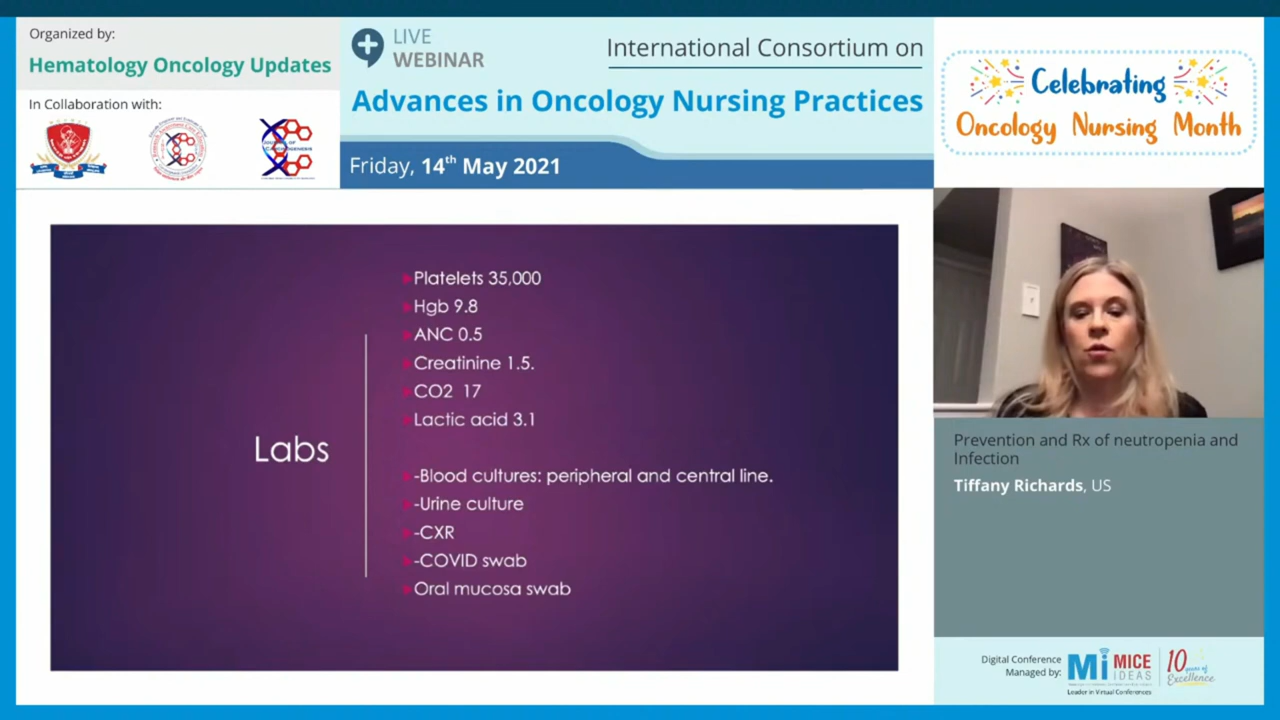 Organized by:
Hematology Oncology Updates
In Collaboration with:
LIVE
WEBINAR
International Consortium on
Advances in Oncology Nursing Practices
Friday, 14th May 2021
Celebrating
Oncology Nursing Month
Labs
Platelets 35,000
Hgb 9.8
ANC 0.5
Creatinine 1.5.
CO2 17
Lactic acid 3.1
-Blood cultures: peripheral and central line.
-Urine culture
-CXR
-COVID swab
Oral mucosa swab
Prevention and Rx of neutropenia and
Infection
Tiffany Richards, US
Digital Conference
Managed by:
Mi MICE
IDEAS
Leader in Virtual Conferences
10 years of
Excellence